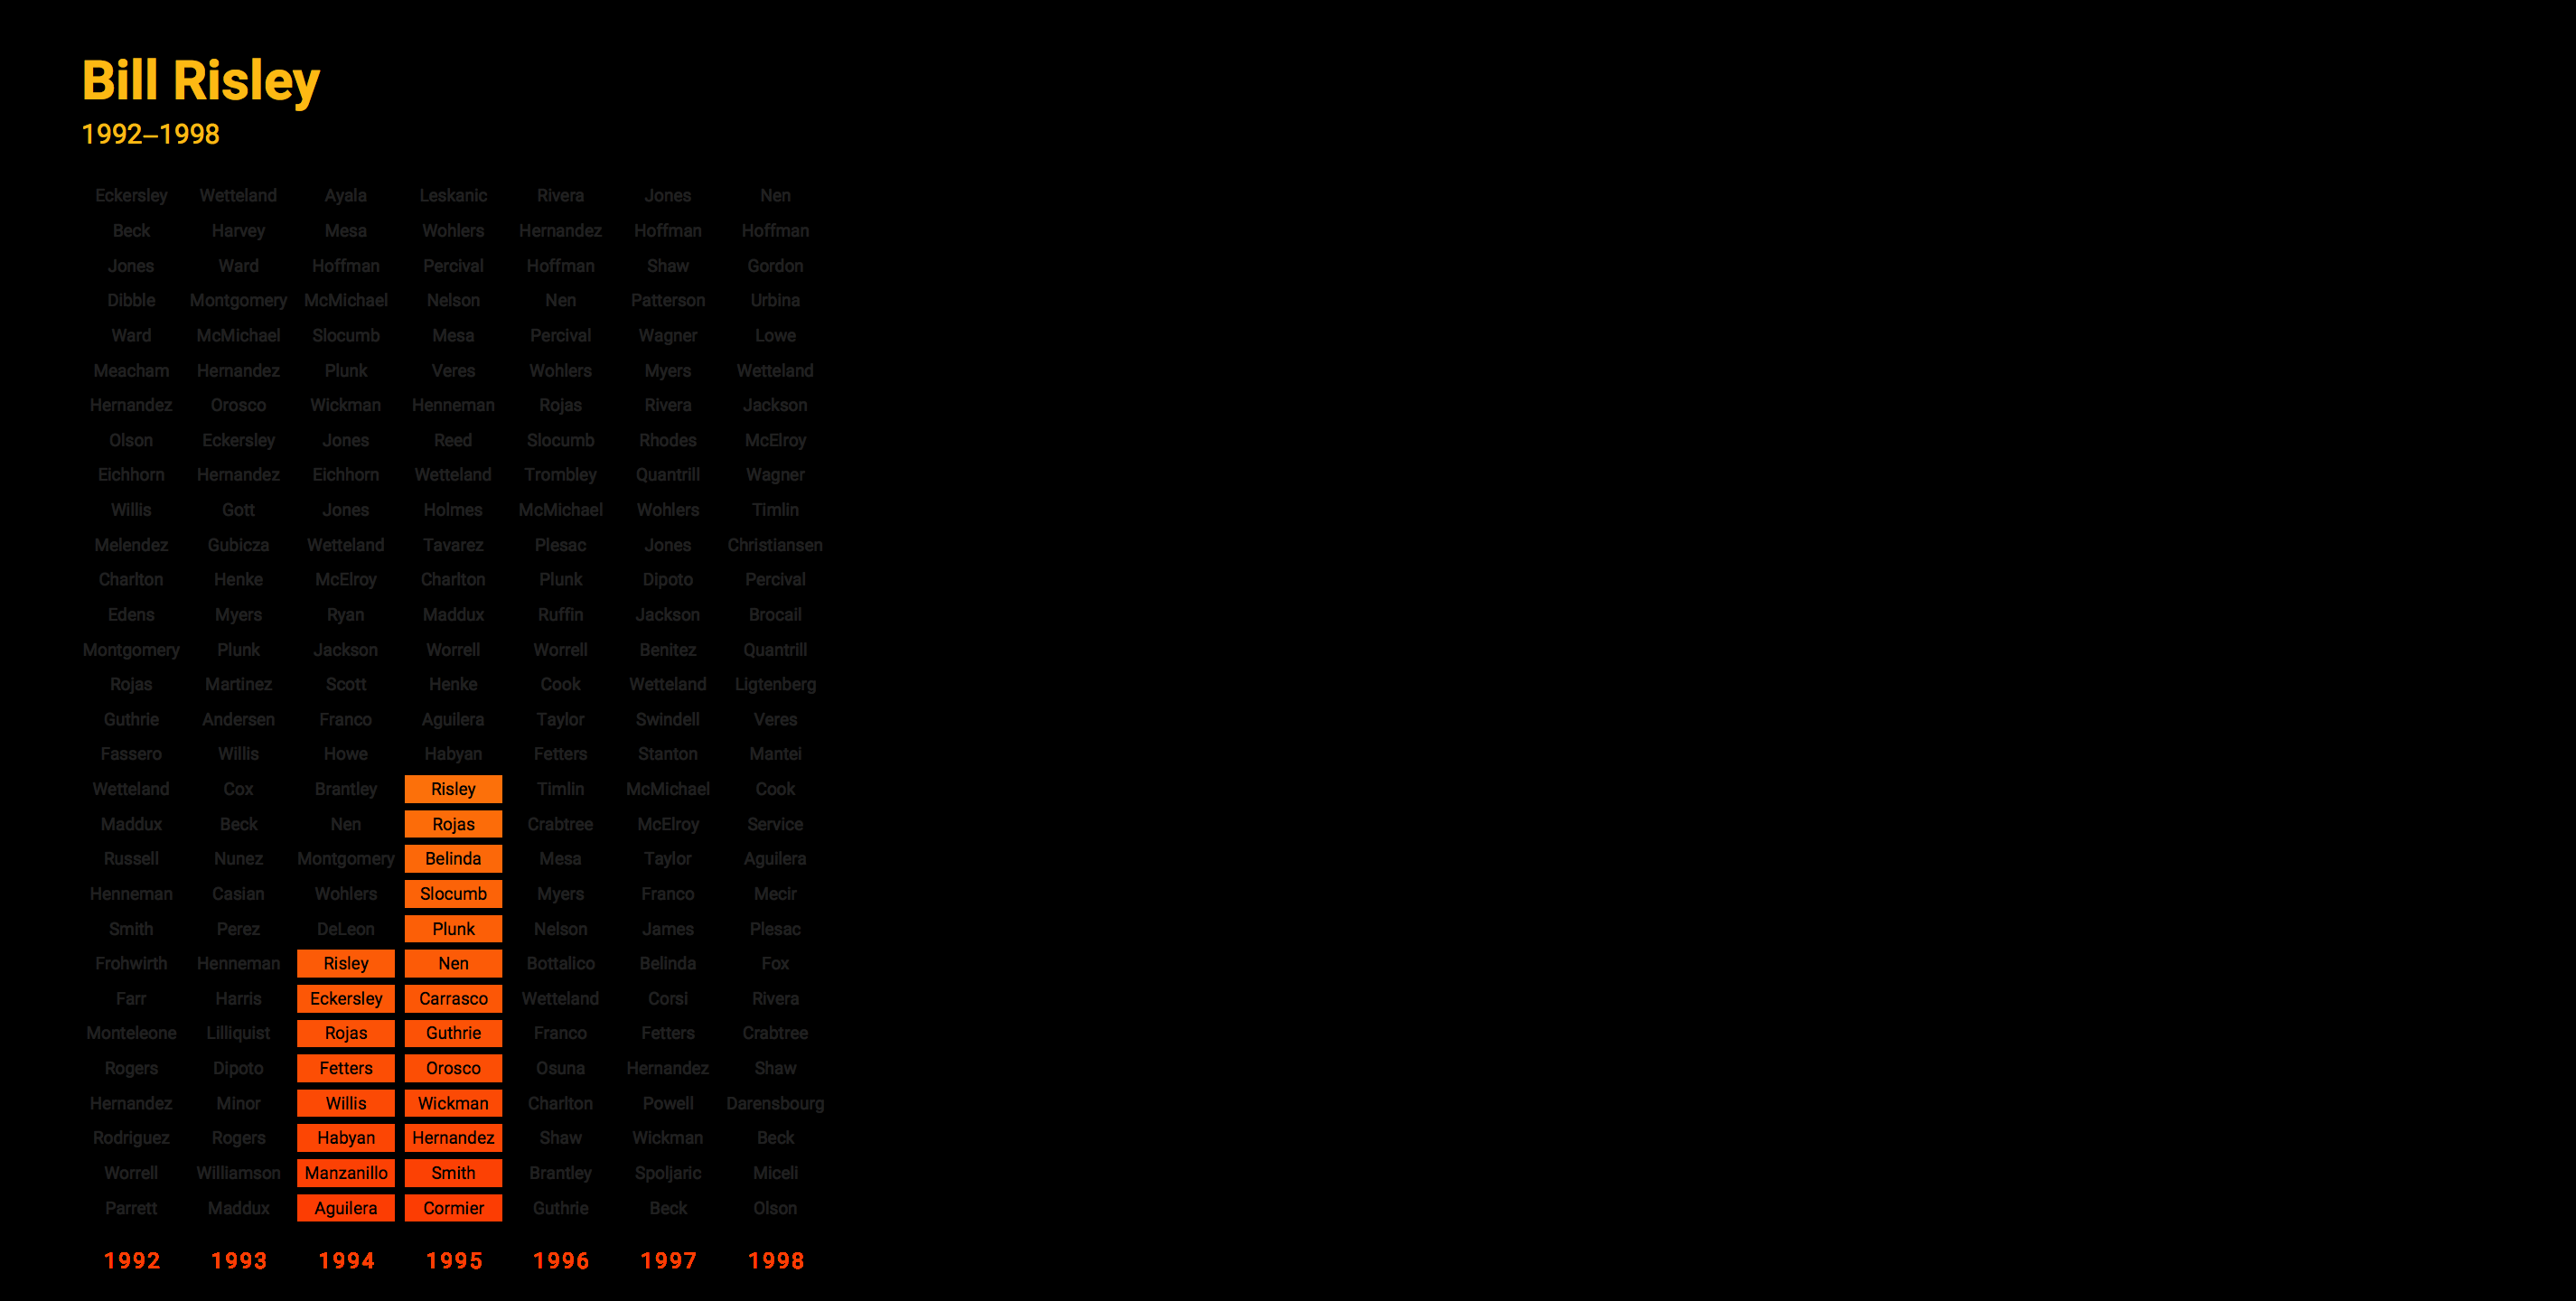 Bill Risley
1992–1998
Eckersley Wetteland Ayala Leskanic Rivera Jones Nen
Beck Harvey Mesa Wohlers Hernandez Hoffman Hoffman
Jones Ward Hoffman Percival Hoffman Shaw Gordon
Dibble Montgomery McMichael Nelson Nen Patterson Urbina
Ward McMichael Slocumb Mesa Percival Wagner Lowe
Meacham Hernandez Plunk Veres Wohlers Myers Wetteland
Hernandez Orosco Wickman Henneman Rojas Rivera Jackson
Olson Eckersley Jones Reed Slocumb Rhodes McElroy
Eichhorn Hernandez Eichhorn Wetteland Trombley Quantrill Wagner
Willis Gott Jones Holmes McMichael Wohlers Timlin
Melendez Gubicza Wetteland Tavarez Plesac Jones Christiansen
Charlton Henke McElroy Charlton Plunk Dipoto Percival
Edens Myers Ryan Maddux Ruffin Jackson Brocail
Montgomery Plunk Jackson Worrell Worrell Benitez Quantrill
Rojas Martinez Scott Henke Cook Wetteland Ligtenberg
Guthrie Andersen Franco Aguilera Taylor Swindell Veres
Fassero Willis Howe Habyan Fetters Stanton Mantei
Wetteland Cox Brantley Risley Timlin McMichael Cook
Maddux Beck Nen Rojas Crabtree McElroy Service
Russell Nunez Montgomery Belinda Mesa Taylor Aguilera
Henneman Casian Wohlers Slocumb Myers Franco Mecir
Smith Perez DeLeon Plunk Nelson James Plesac
Frohwirth Henneman Risley Nen Bottalico Belinda Fox
Farr Harris Eckersley Carrasco Wetteland Corsi Rivera
Monteleone Lilliquist Rojas Guthrie Franco Fetters Crabtree
Rogers Dipoto Fetters Orosco Osuna Hernandez Shaw
Hernandez Minor Willis Wickman Charlton Powell Darensbourg
Rodriguez Rogers Habyan Hernandez Shaw Wickman Beck
Worrell Williamson Manzanillo Smith Brantley Spoljaric Miceli
Parrett Maddux Aguilera Cormier Guthrie Beck Olson
1992 1993 1994 1995 1996 1997 1998